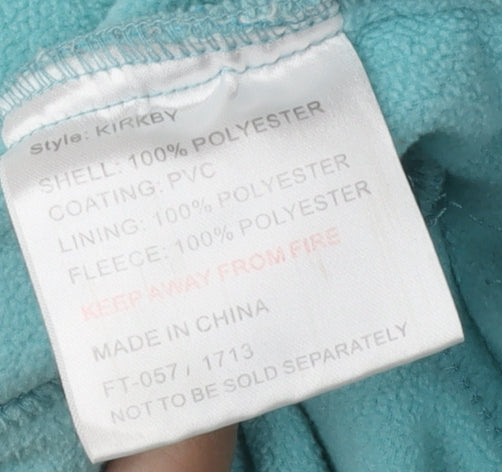 Style: KIRKBY
SHELL: 100% POLYESTER
COATING: PVC
LINING: 100% POLYESTER
FLEECE: 100% POLYESTER
KEEP AWAY FROM FIRE
MADE IN CHINA
FT-057 / 1713
NOT TO BE SOLD SEPARATELY